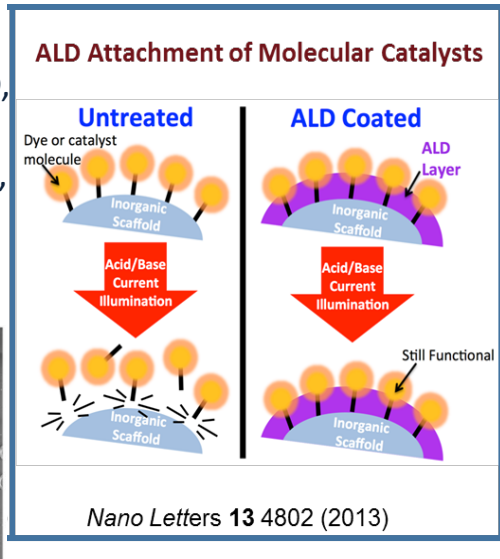 ALD Attachment of Molecular Catalysts
Untreated
Dye or catalyst
molecule
Inorganic
Scaffold
Acid/Base
Current
Illumination
Inorganic
Scaffold
ALD Coated
ALD
Layer
Inorganic
Scaffold
Acid/Base
Current
Illumination
Still Functional
Inorganic
Scaffold
Nano Letters 13 4802 (2013)